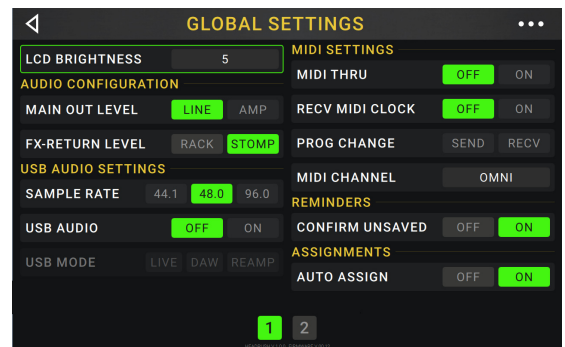 GLOBAL SETTINGS
LCD BRIGHTNESS 5
AUDIO CONFIGURATION
MAIN OUT LEVEL LINE AMP
FX-RETURN LEVEL RACK STOMP
USB AUDIO SETTINGS
SAMPLE RATE 44.1 48.0 96.0
USB AUDIO OFF ON
USB MODE LIVE DAW REAMP
MIDI SETTINGS
MIDI THRU OFF ON
RECV MIDI CLOCK OFF ON
PROG CHANGE SEND RECV
MIDI CHANNEL OMNI
REMINDERS
CONFIRM UNSAVED OFF ON
ASSIGNMENTS
AUTO ASSIGN OFF ON
1 2